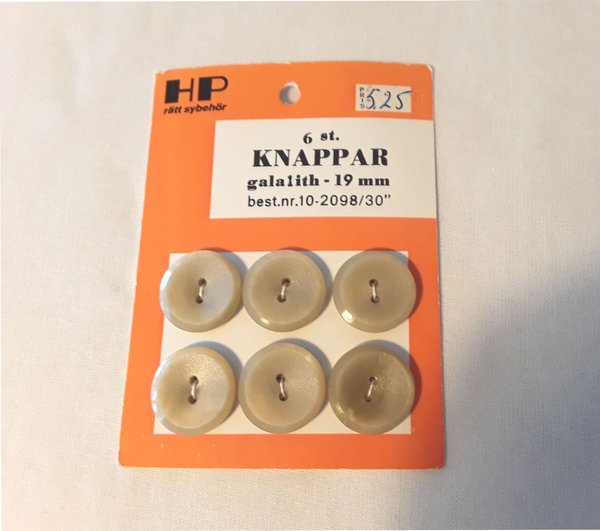 HP
rätt sybehör
PRIS
5.25
6 st.
KNAPPAR
galalith - 19 mm
best.nr.10-2098/30"